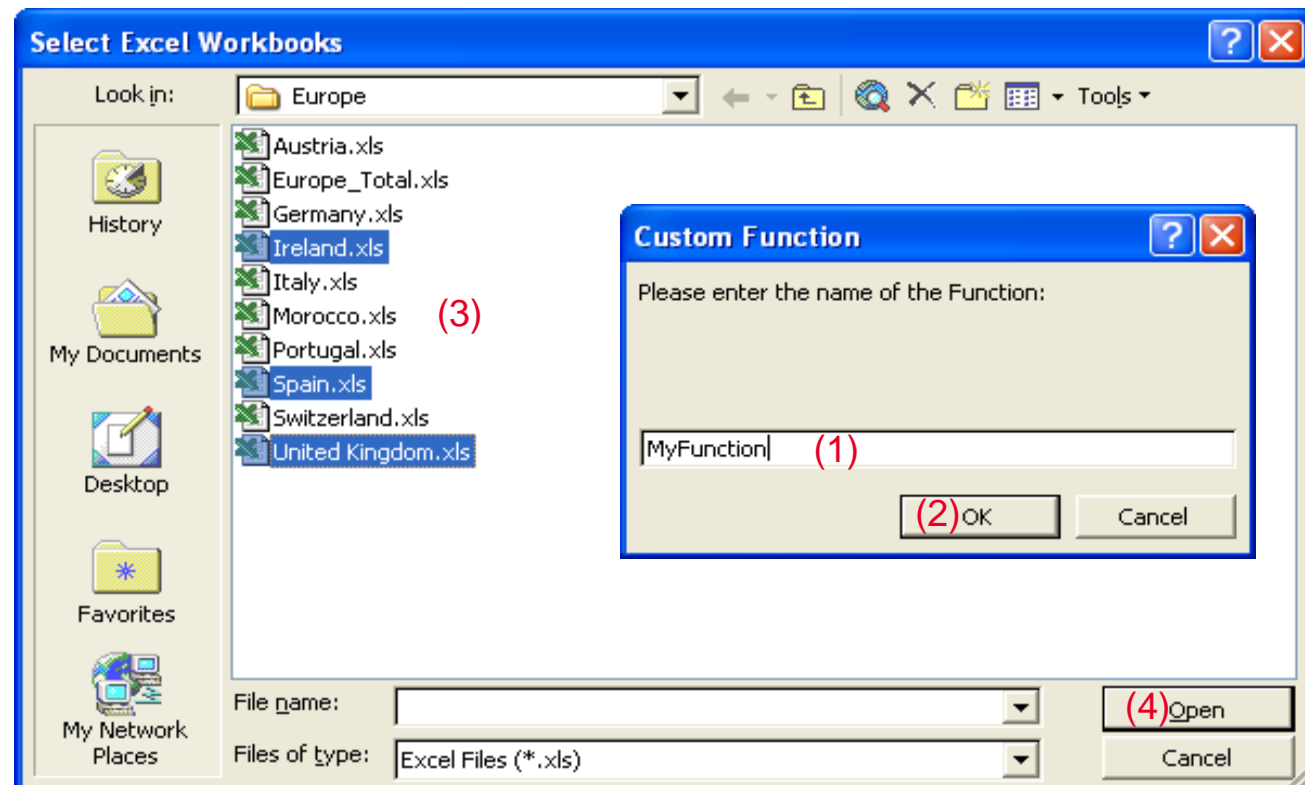 Select Excel Workbooks
Look in:
Europe
Tools
History
My Documents
Desktop
Favorites
My Network
Places
Austria.xls
Europe_Total.xls
Germany.xls
Ireland.xls
Italy.xls
Morocco.xls
(3)
Portugal.xls
Spain.xls
Switzerland.xls
United Kingdom.xls
Custom Function
Please enter the name of the Function:
MyFunction (1)
(2) OK
Cancel
File name:
(4) Open
Files of type:
Excel Files (*.xls)
Cancel